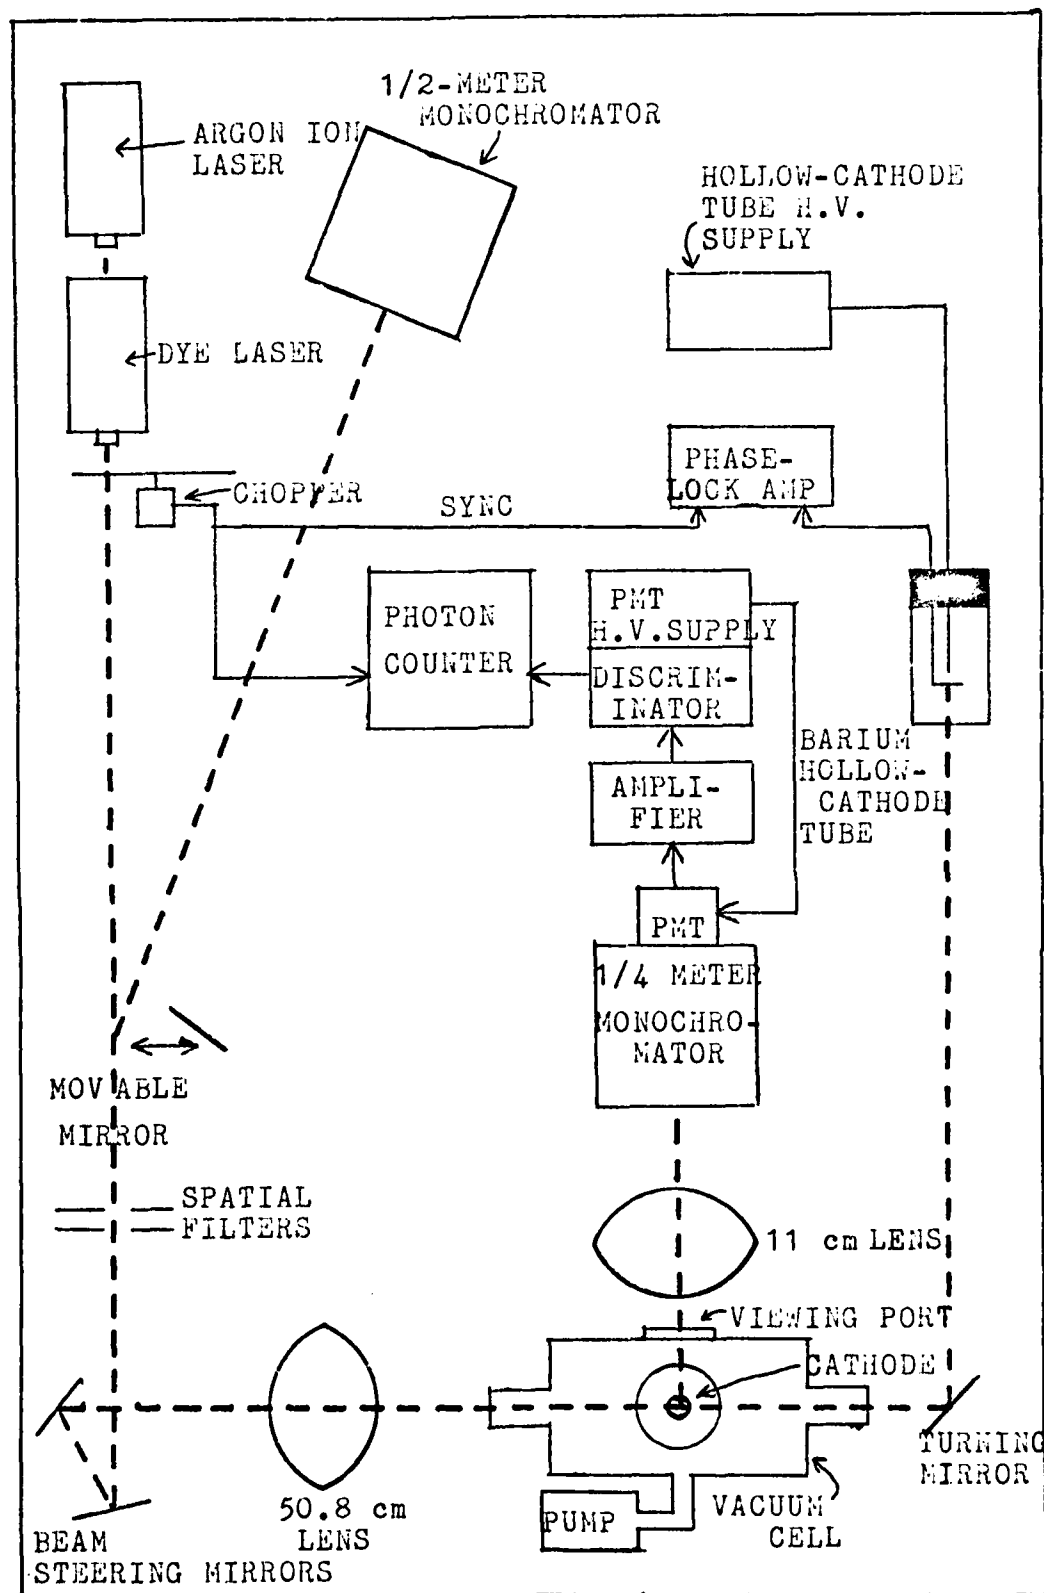 1/2-METER
MONOCHROMATOR
ARGON ION
LASER
HOLLOW-CATHODE
TUBE H.V.
SUPPLY
DYE LASER
PHASE-
LOCK AMP
CHOPPER
SYNC
PMT
H.V.SUPPLY
PHOTON
COUNTER
DISCRIM-
INATOR
BARIUM
HOLLOW-
CATHODE
TUBE
AMPLI-
FIER
PMT
1/4 METER
MONOCHRO-
MATOR
MOVABLE
MIRROR
SPATIAL
FILTERS
11 cm LENS
VIEWING PORT
CATHODE
TURNING
MIRROR
50.8 cm
LENS
PUMP
VACUUM
CELL
BEAM
STEERING MIRRORS